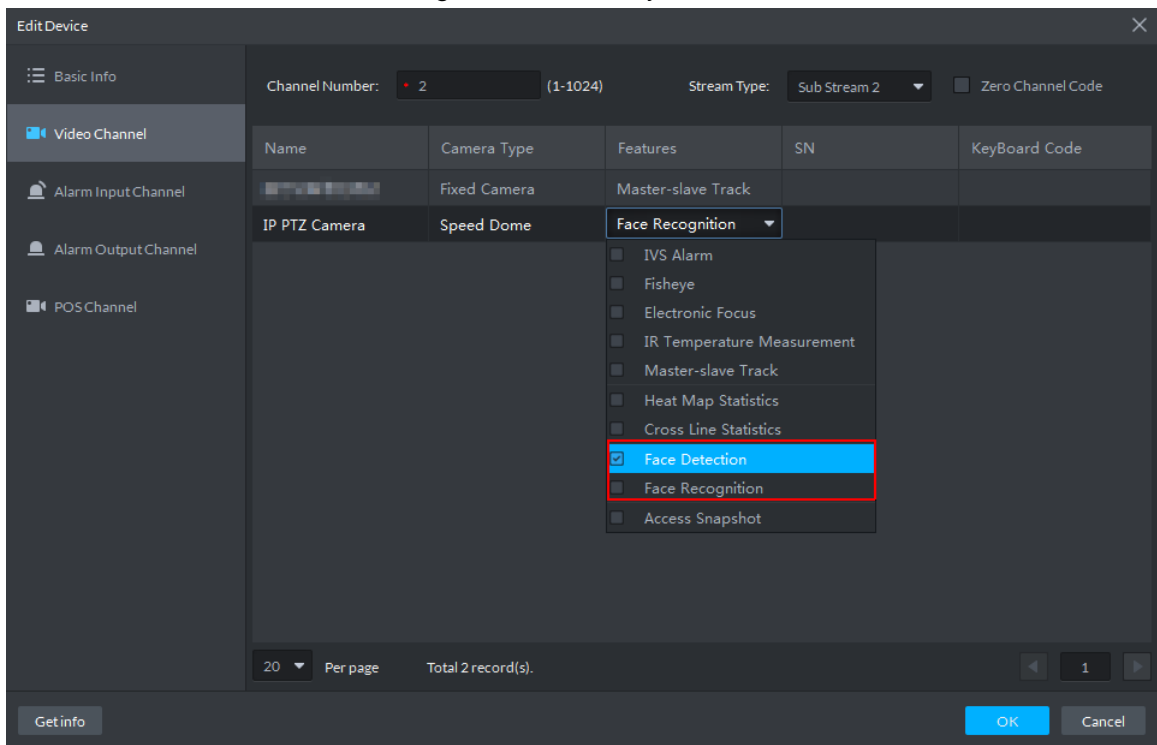 Edit Device
Basic Info
Video Channel
Alarm Input Channel
Alarm Output Channel
POS Channel
Channel Number: * 2 (1-1024) Stream Type: Sub Stream 2 Zero Channel Code
Name Camera Type Features SN KeyBoard Code
Fixed Camera Master-slave Track
IP PTZ Camera Speed Dome Face Recognition
IVS Alarm
Fisheye
Electronic Focus
IR Temperature Measurement
Master-slave Track
Heat Map Statistics
Cross Line Statistics
Face Detection
Face Recognition
Access Snapshot
20 Per page Total 2 record(s). 1
Get info OK Cancel